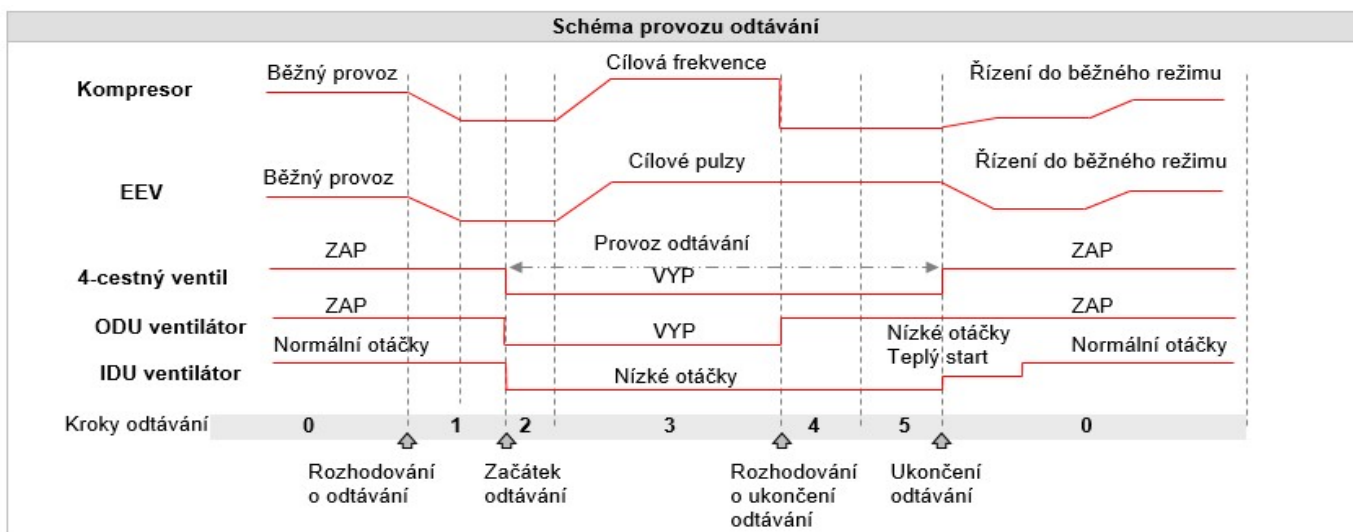 Schéma provozu odtávání
Kompresor
Běžný provoz
Cílová frekvence
Řízení do běžného režimu
EEV
Běžný provoz
Cílové pulzy
Řízení do běžného režimu
4-cestný ventil
ZAP
Provoz odtávání
VYP
ZAP
ODU ventilátor
ZAP
VYP
ZAP
IDU ventilátor
Normální otáčky
Nízké otáčky
Nízké otáčky
Teplý start
Normální otáčky
Kroky odtávání 0 1 2 3 4 5 0
Rozhodování
o odtávání
Začátek
odtávání
Rozhodování
o ukončení
odtávání
Ukončení
odtávání